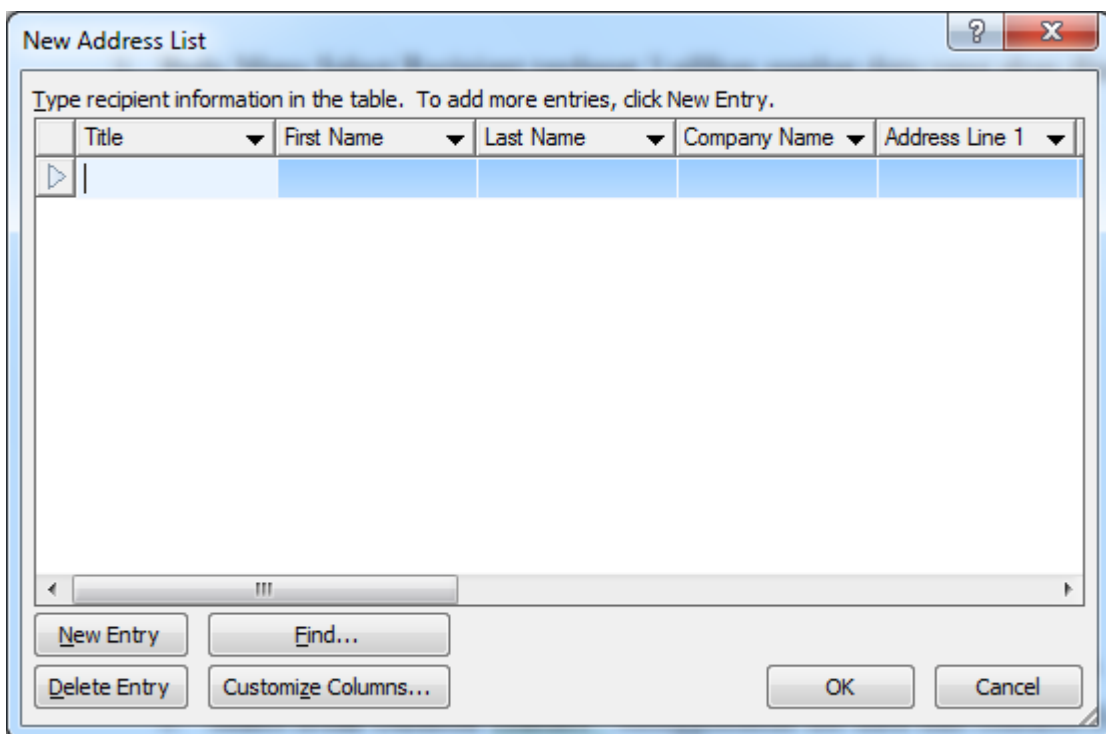 New Address List
Type recipient information in the table. To add more entries, click New Entry.
Title First Name Last Name Company Name Address Line 1
New Entry Find...
Delete Entry Customize Columns... OK Cancel